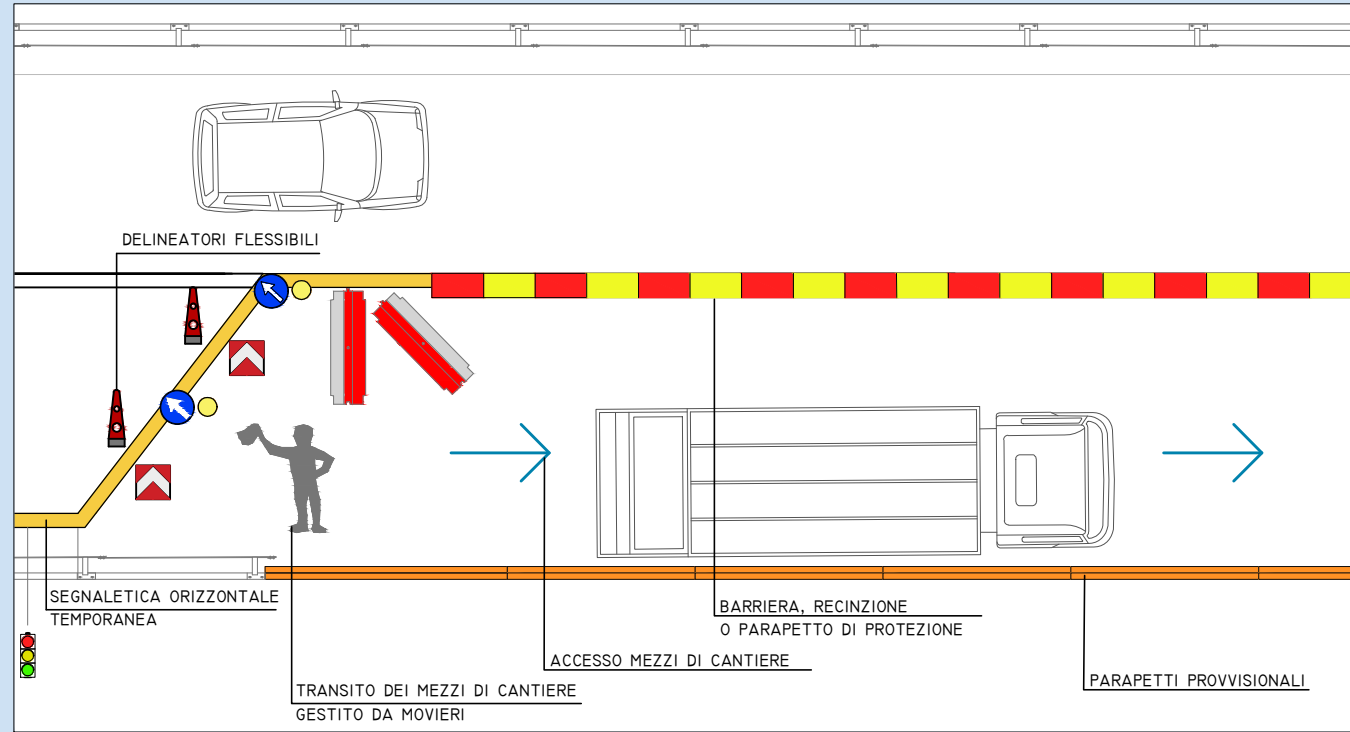 DELINEATORI FLESSIBILI
SEGNALETICA ORIZZONTALE
TEMPORANEA
BARRIERA, RECINZIONE
O PARAPETTO DI PROTEZIONE
ACCESSO MEZZI DI CANTIERE
TRANSITO DEI MEZZI DI CANTIERE
GESTITO DA MOVIERI
PARAPETTI PROVVISIONALI